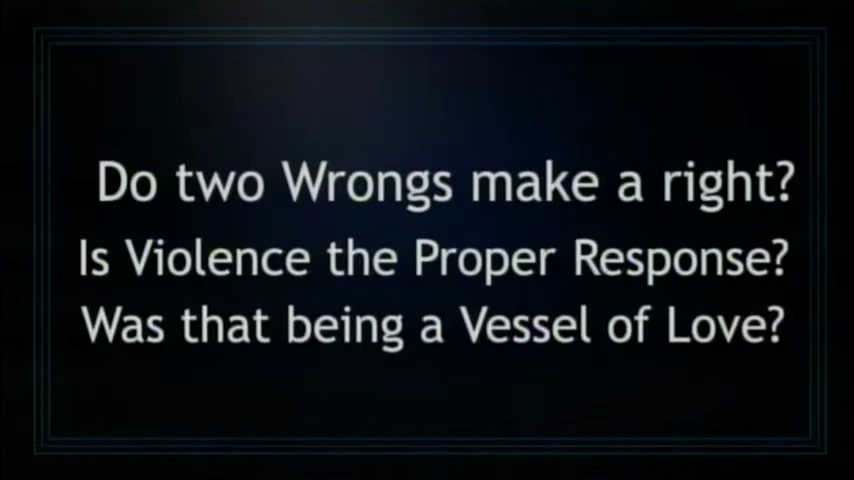 Do two Wrongs make a right?
Is Violence the Proper Response?
Was that being a Vessel of Love?